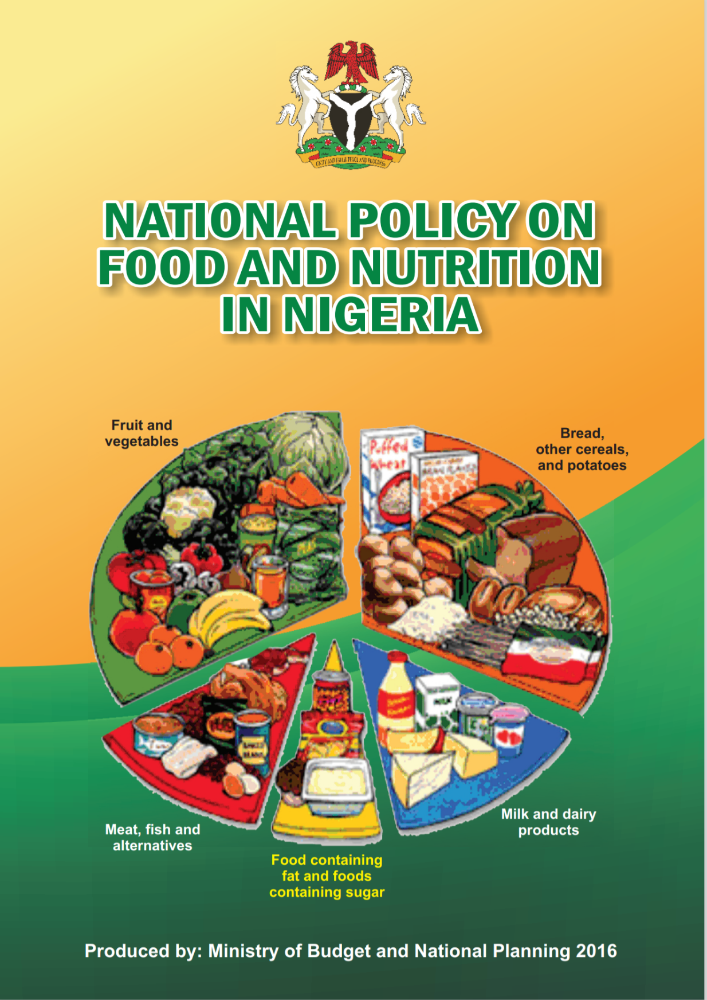 UNITY AND FAITH, PEACE AND PROGRESS
NATIONAL POLICY ON
FOOD AND NUTRITION
IN NIGERIA
Fruit and
vegetables
Bread,
other cereals,
and potatoes
Puffed
wheat
MILK
Meat, fish and
alternatives
Milk and dairy
products
Food containing
fat and foods
containing sugar
Produced by: Ministry of Budget and National Planning 2016